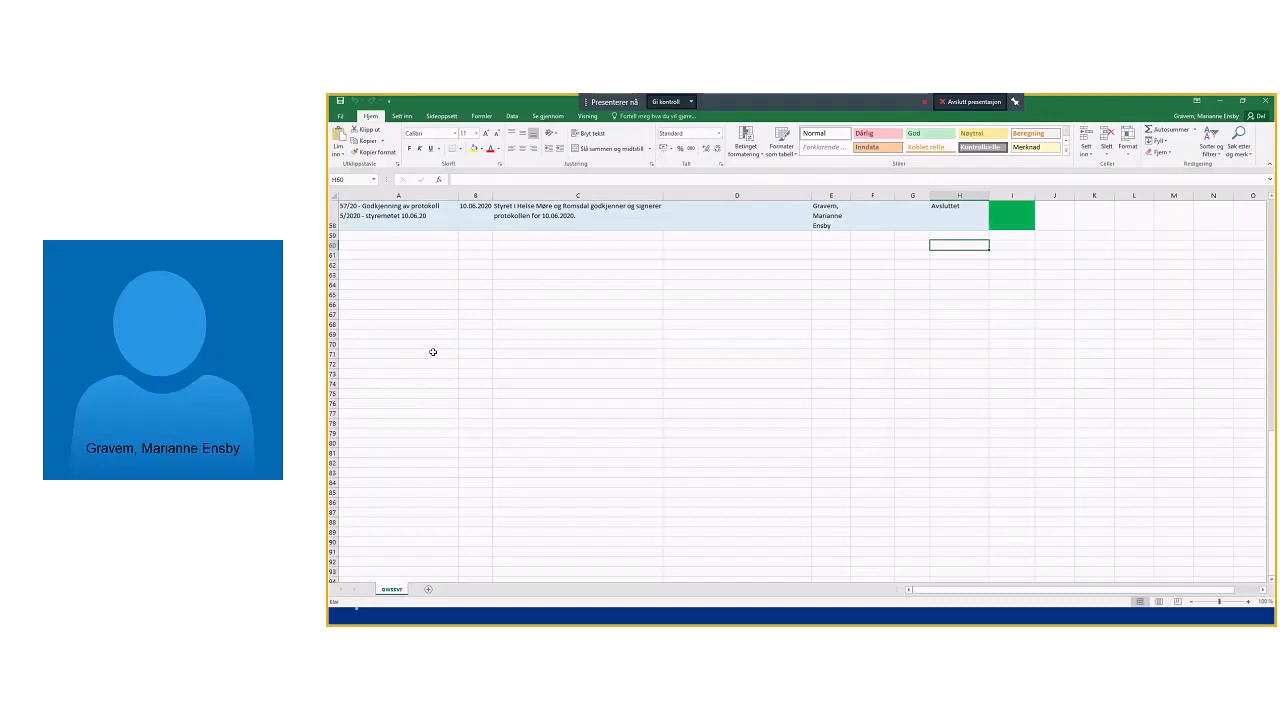 Presenterer nå
Gi kontroll
Avslutt presentasjon
Fil Hjem Sett inn Sideoppsett Formler Data Se gjennom Visning Fortell meg hva du vil gjøre...
Gravem, Marianne Ensby Del
Lim inn
Klipp ut
Kopier
Kopier format
Utklippstavle
Calibri 11
F K U
Skrift
Bryt tekst
Slå sammen og midtstill
Justering
Standard
% 000
Tall
Betinget formatering
Formater som tabell
Normal Dårlig God Nøytral Beregning
Forklarende ... Inndata Koblet celle Kontrollcelle Merknad
Stiler
Sett inn
Slett
Format
Celler
Autosummer
Fyll
Fjern
Sorter og filtrer
Søk etter og merk
Redigering
H60
A B C D E F G H I J K L M N O
57/20 - Godkjenning av protokoll 10.06.2020 Styret i Helse Møre og Romsdal godkjenner og signerer Gravem, Avsluttet
5/2020 - styremøtet 10.06.20 protokollen for 10.06.2020. Marianne
58 Ensby
59
60
61
62
63
64
65
66
67
68
69
70
71
72
73
74
75
76
77
78
79
80
81
82
83
84
85
86
87
88
89
90
91
92
93
94
owssvr
Klar
100 %
Gravem, Marianne Ensby